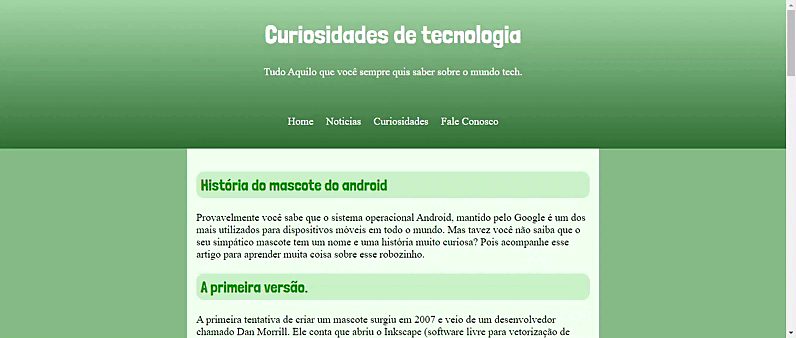 Curiosidades de tecnologia
Tudo Aquilo que você sempre quis saber sobre o mundo tech.
Home Noticias Curiosidades Fale Conosco
História do mascote do android
Provavelmente você sabe que o sistema operacional Android, mantido pelo Google é um dos
mais utilizados para dispositivos móveis em todo o mundo. Mas tavez você não saiba que o
seu simpático mascote tem um nome e uma história muito curiosa? Pois acompanhe esse
artigo para aprender muita coisa sobre esse robozinho.
A primeira versão.
A primeira tentativa de criar um mascote surgiu em 2007 e veio de um desenvolvedor
chamado Dan Morrill. Ele conta que abriu o Inkscape (software livre para vetorização de